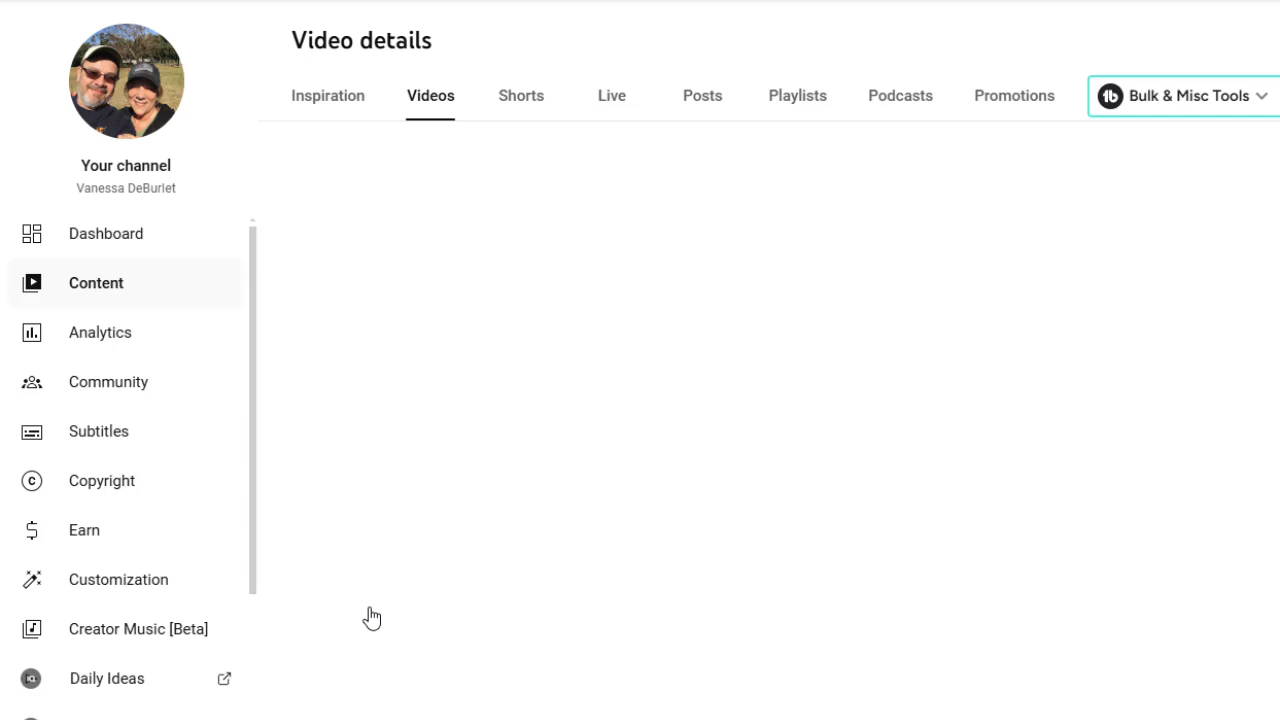 Video details
Inspiration Videos Shorts Live Posts Playlists Podcasts Promotions Bulk & Misc Tools
Your channel
Vanessa DeBurlet
Dashboard
Content
Analytics
Community
Subtitles
Copyright
Earn
Customization
Creator Music [Beta]
Daily Ideas